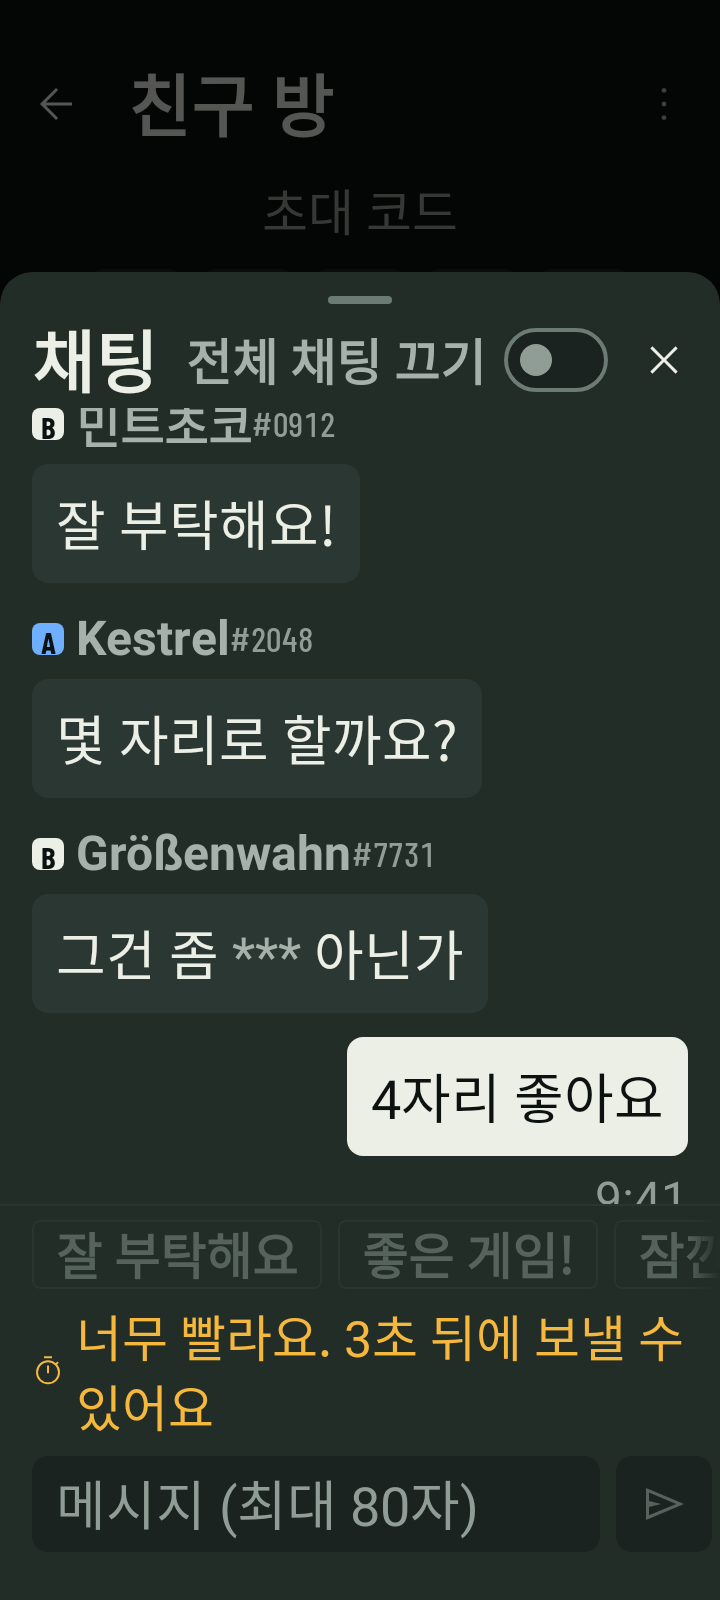 친구 방
초대 코드
채팅 전체 채팅 끄기
B 민트초코#0912
잘 부탁해요!
A Kestrel#2048
몇 자리로 할까요?
B Größenwahn#7731
그건 좀 *** 아닌가
4자리 좋아요
9:41
잘 부탁해요 좋은 게임!
너무 빨라요. 3초 뒤에 보낼 수
있어요
메시지 (최대 80자)